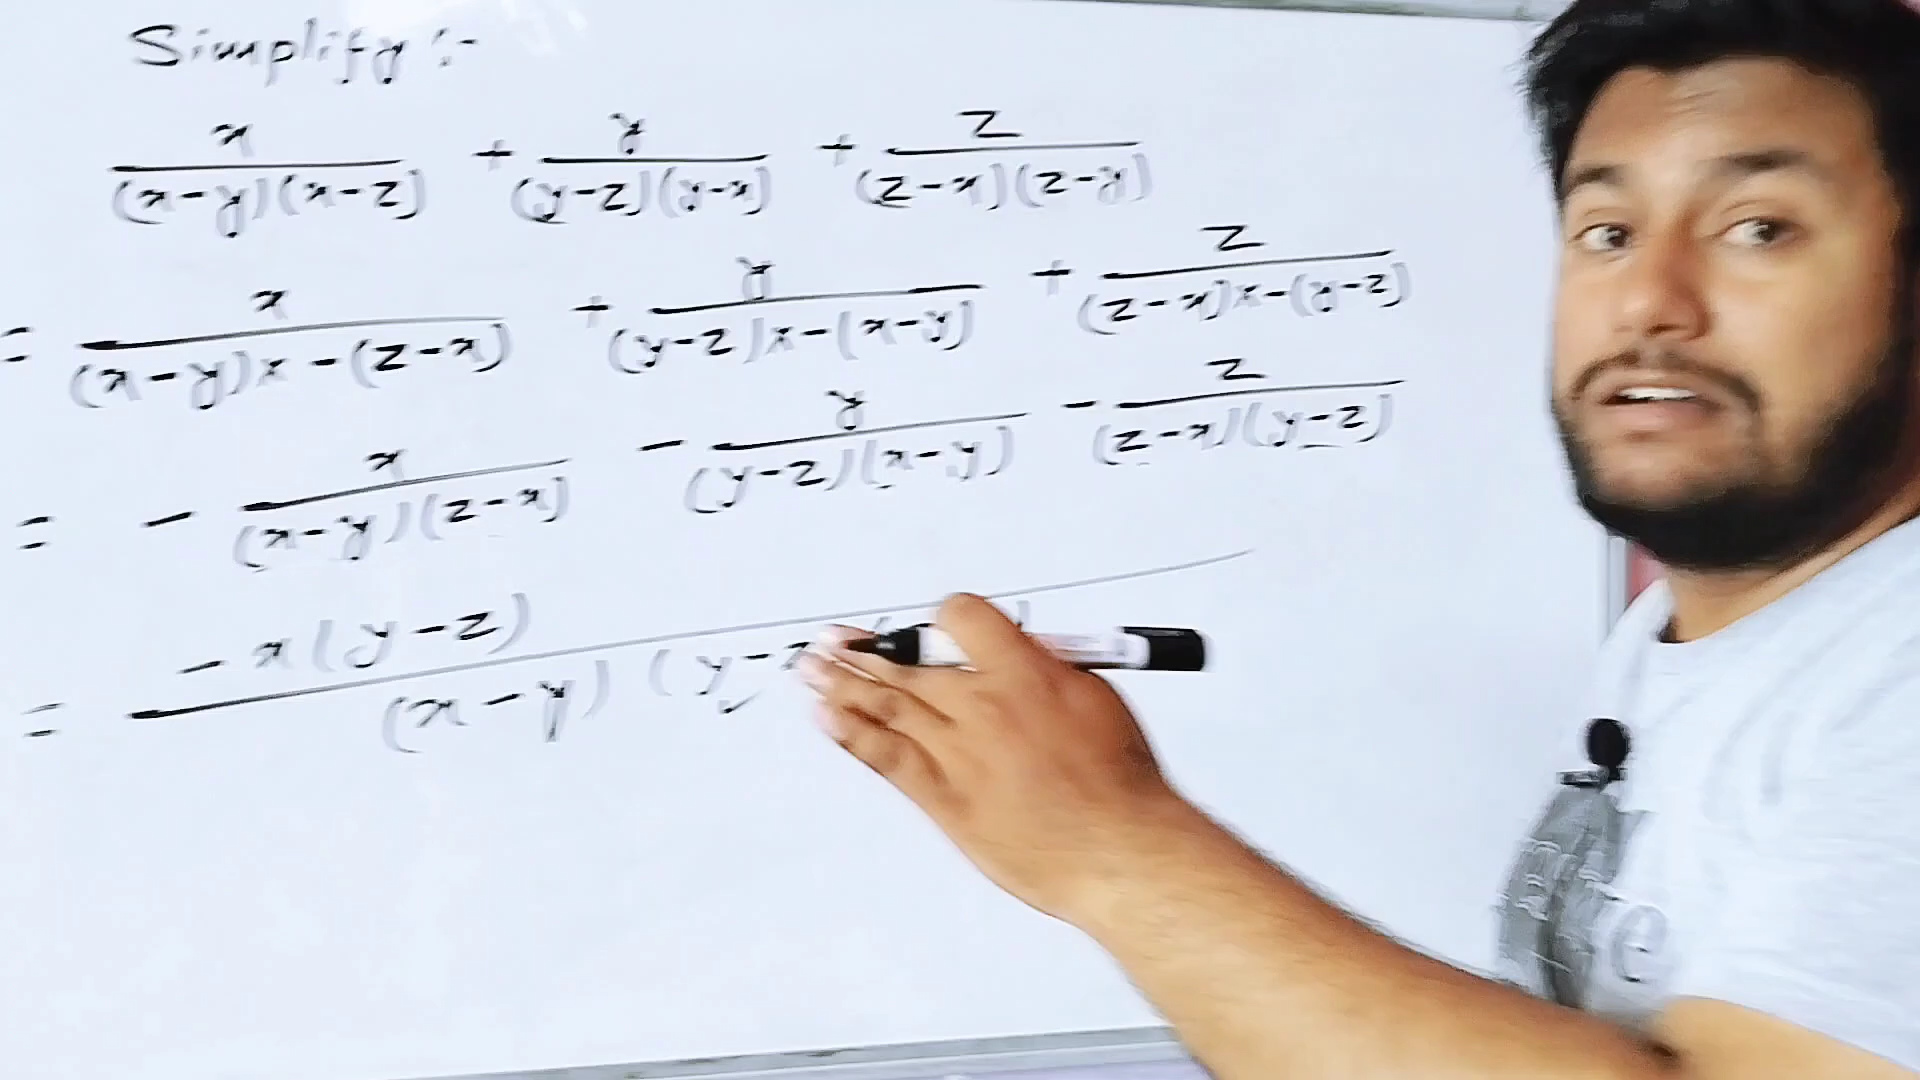 Simplify :-
x/((x-y)(x-z)) + y/((y-z)(y-x)) + z/((z-x)(z-y))
= x/((x-y)x-(z-x)) + y/((y-z)x-(x-y)) + z/((z-x)x-(y-z))
= - x/((x-y)(z-x)) - y/((y-z)(x-y)) - z/((z-x)(y-z))
= -x(y-z)/(x-y)(y-z
e